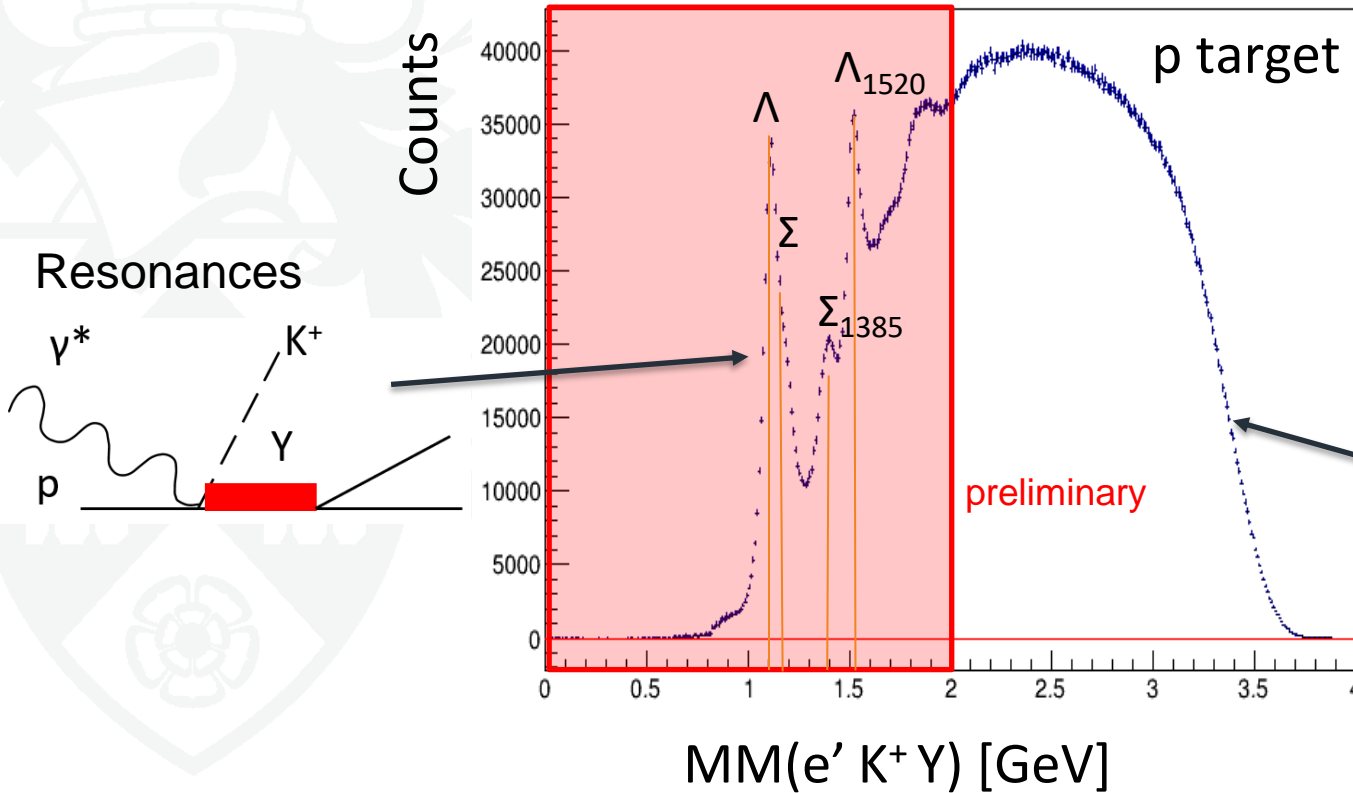 Resonances
γ*
K⁺
Y
p
Counts
40000
35000
30000
25000
20000
15000
10000
5000
0
p target
Λ
Σ
Σ₁₃₈₅
Λ₁₅₂₀
preliminary
0 0.5 1 1.5 2 2.5 3 3.5 4
MM(e’ K⁺ Y) [GeV]